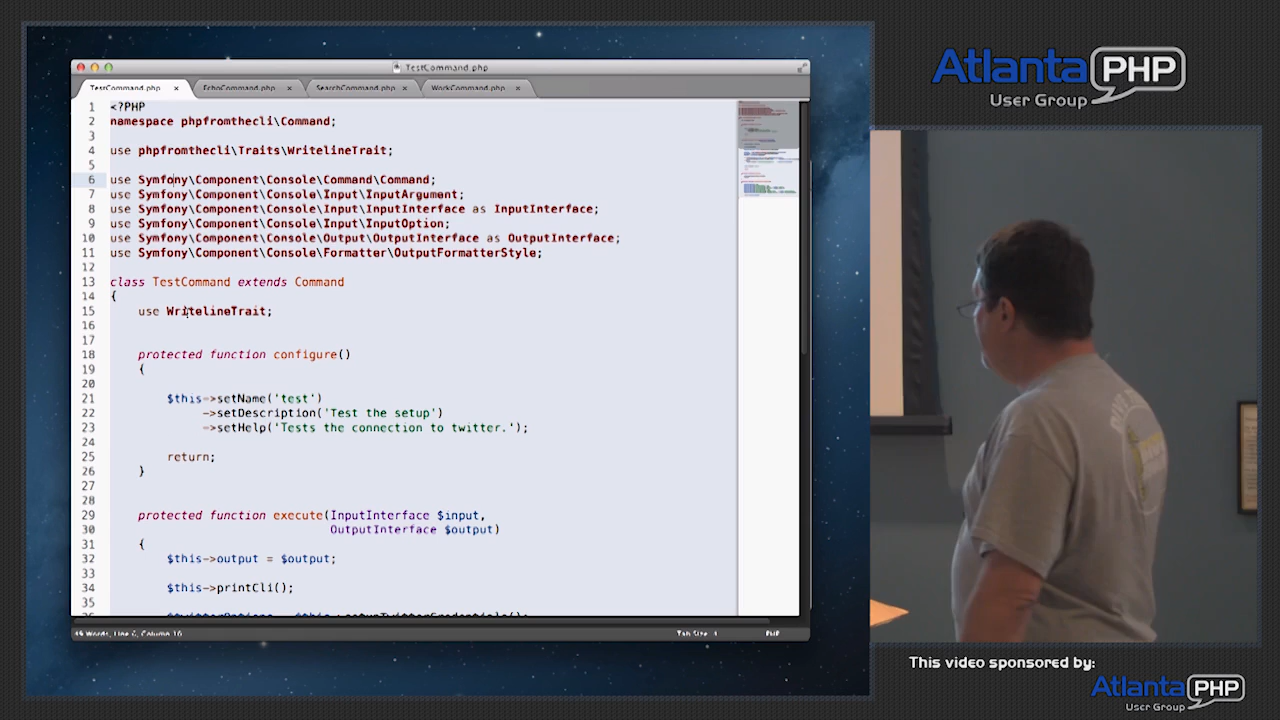 TestCommand.php
TestCommand.php
EchoCommand.php
SearchCommand.php
WorkCommand.php
1 <?PHP
2 namespace phpfromthecli\Command;
3
4 use phpfromthecli\Traits\WritelineTrait;
5
6 use Symfony\Component\Console\Command\Command;
7 use Symfony\Component\Console\Input\InputArgument;
8 use Symfony\Component\Console\Input\InputInterface as InputInterface;
9 use Symfony\Component\Console\Input\InputOption;
10 use Symfony\Component\Console\Output\OutputInterface as OutputInterface;
11 use Symfony\Component\Console\Formatter\OutputFormatterStyle;
12
13 class TestCommand extends Command
14 {
15 use WritelineTrait;
16
17
18 protected function configure()
19 {
20
21 $this->setName('test')
22 ->setDescription('Test the setup')
23 ->setHelp('Tests the connection to twitter.');
24
25 return;
26 }
27
28
29 protected function execute(InputInterface $input,
30 OutputInterface $output)
31 {
32 $this->output = $output;
33
34 $this->printCli();
35
Tab Size
PHP
Atlanta PHP
User Group
This video sponsored by:
Atlanta PHP
User Group